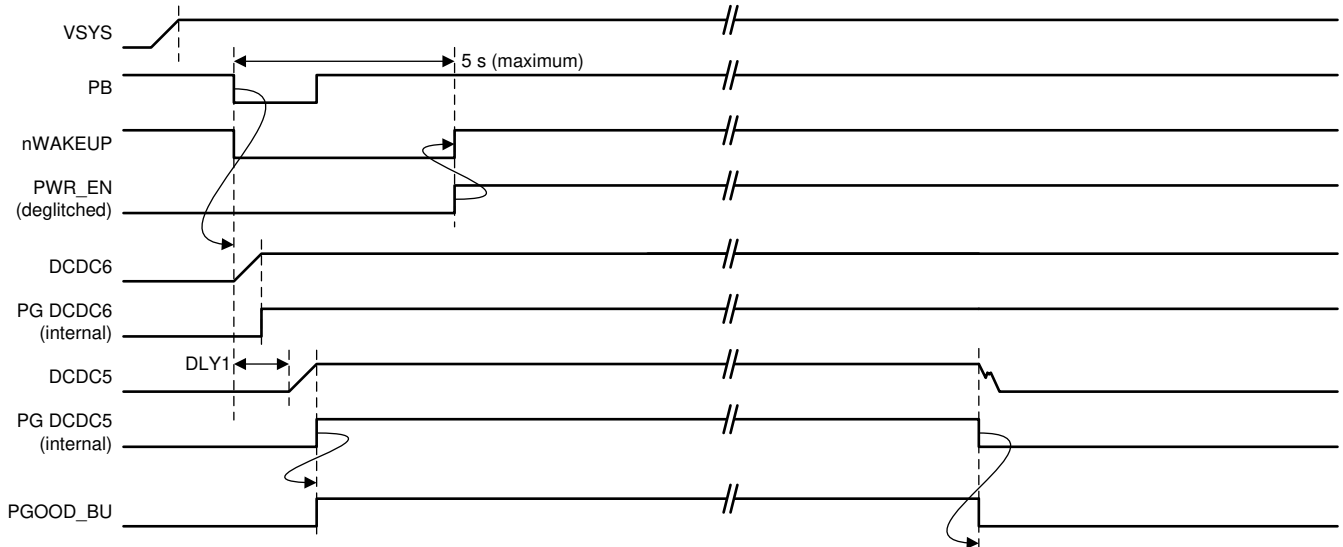 VSYS
5 s (maximum)
PB
nWAKEUP
PWR_EN
(deglitched)
DCDC6
PG DCDC6
(internal)
DLY1
DCDC5
PG DCDC5
(internal)
PGOOD_BU